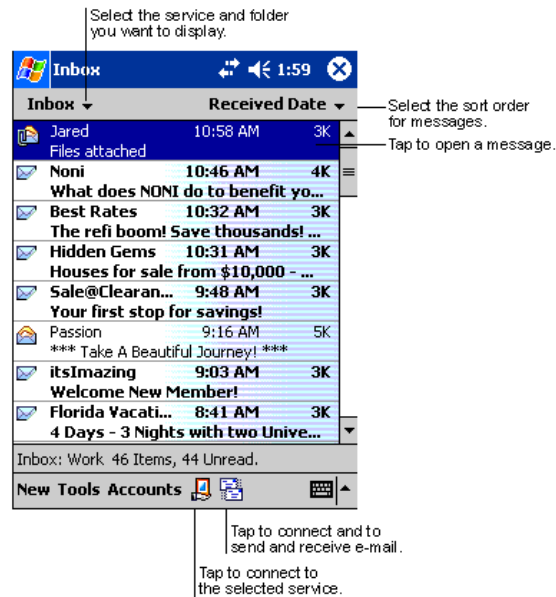 Select the service and folder
you want to display.
Inbox 1:59
Inbox Received Date
Select the sort order
for messages.
Jared 10:58 AM 3K
Files attached
Tap to open a message.
Noni 10:46 AM 4K
What does NONI do to benefit yo...
Best Rates 10:32 AM 3K
The refi boom! Save thousands! ...
Hidden Gems 10:31 AM 3K
Houses for sale from $10,000 - ...
Sale@Clearan... 9:48 AM 3K
Your first stop for savings!
Passion 9:16 AM 5K
*** Take A Beautiful Journey! ***
itsImazing 9:03 AM 3K
Welcome New Member!
Florida Vacati... 8:41 AM 3K
4 Days - 3 Nights with two Unive...
Inbox: Work 46 Items, 44 Unread.
New Tools Accounts
Tap to connect and to
send and receive e-mail.
Tap to connect to
the selected service.